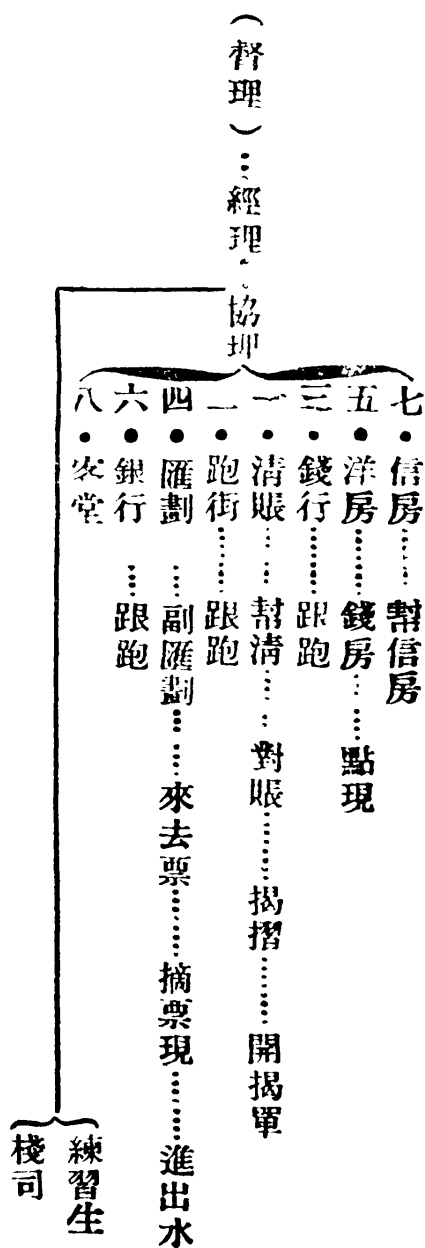 (督理)…經理、協理
七・信房……幫信房
五・洋房………錢房……點現
三・錢行………跟跑
一・清賬……幫清……對賬………揭摺………開揭單
二・跑街………跟跑
四・匯劃…副匯劃……來去票………摘票現………進出水
六・銀行…跟跑
八・客堂
練習生
棧司